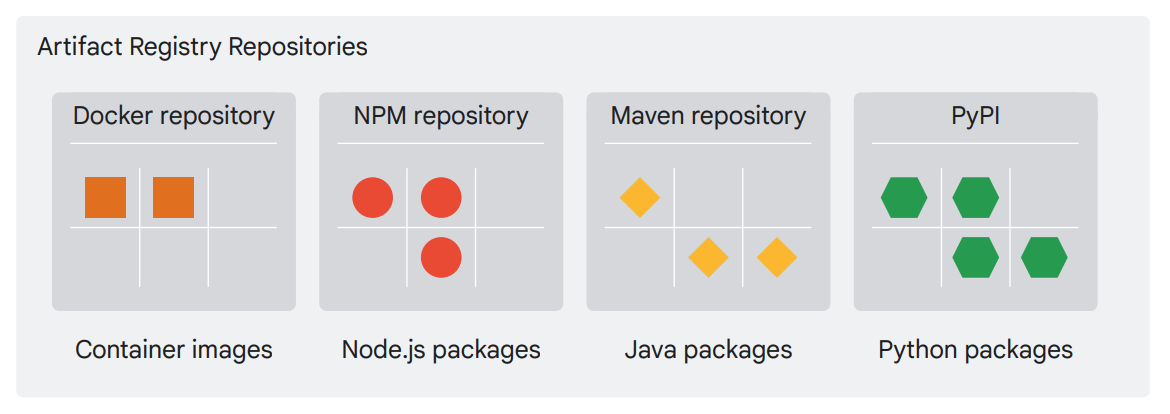 Artifact Registry Repositories
Docker repository
NPM repository
Maven repository
PyPI
Container images
Node.js packages
Java packages
Python packages